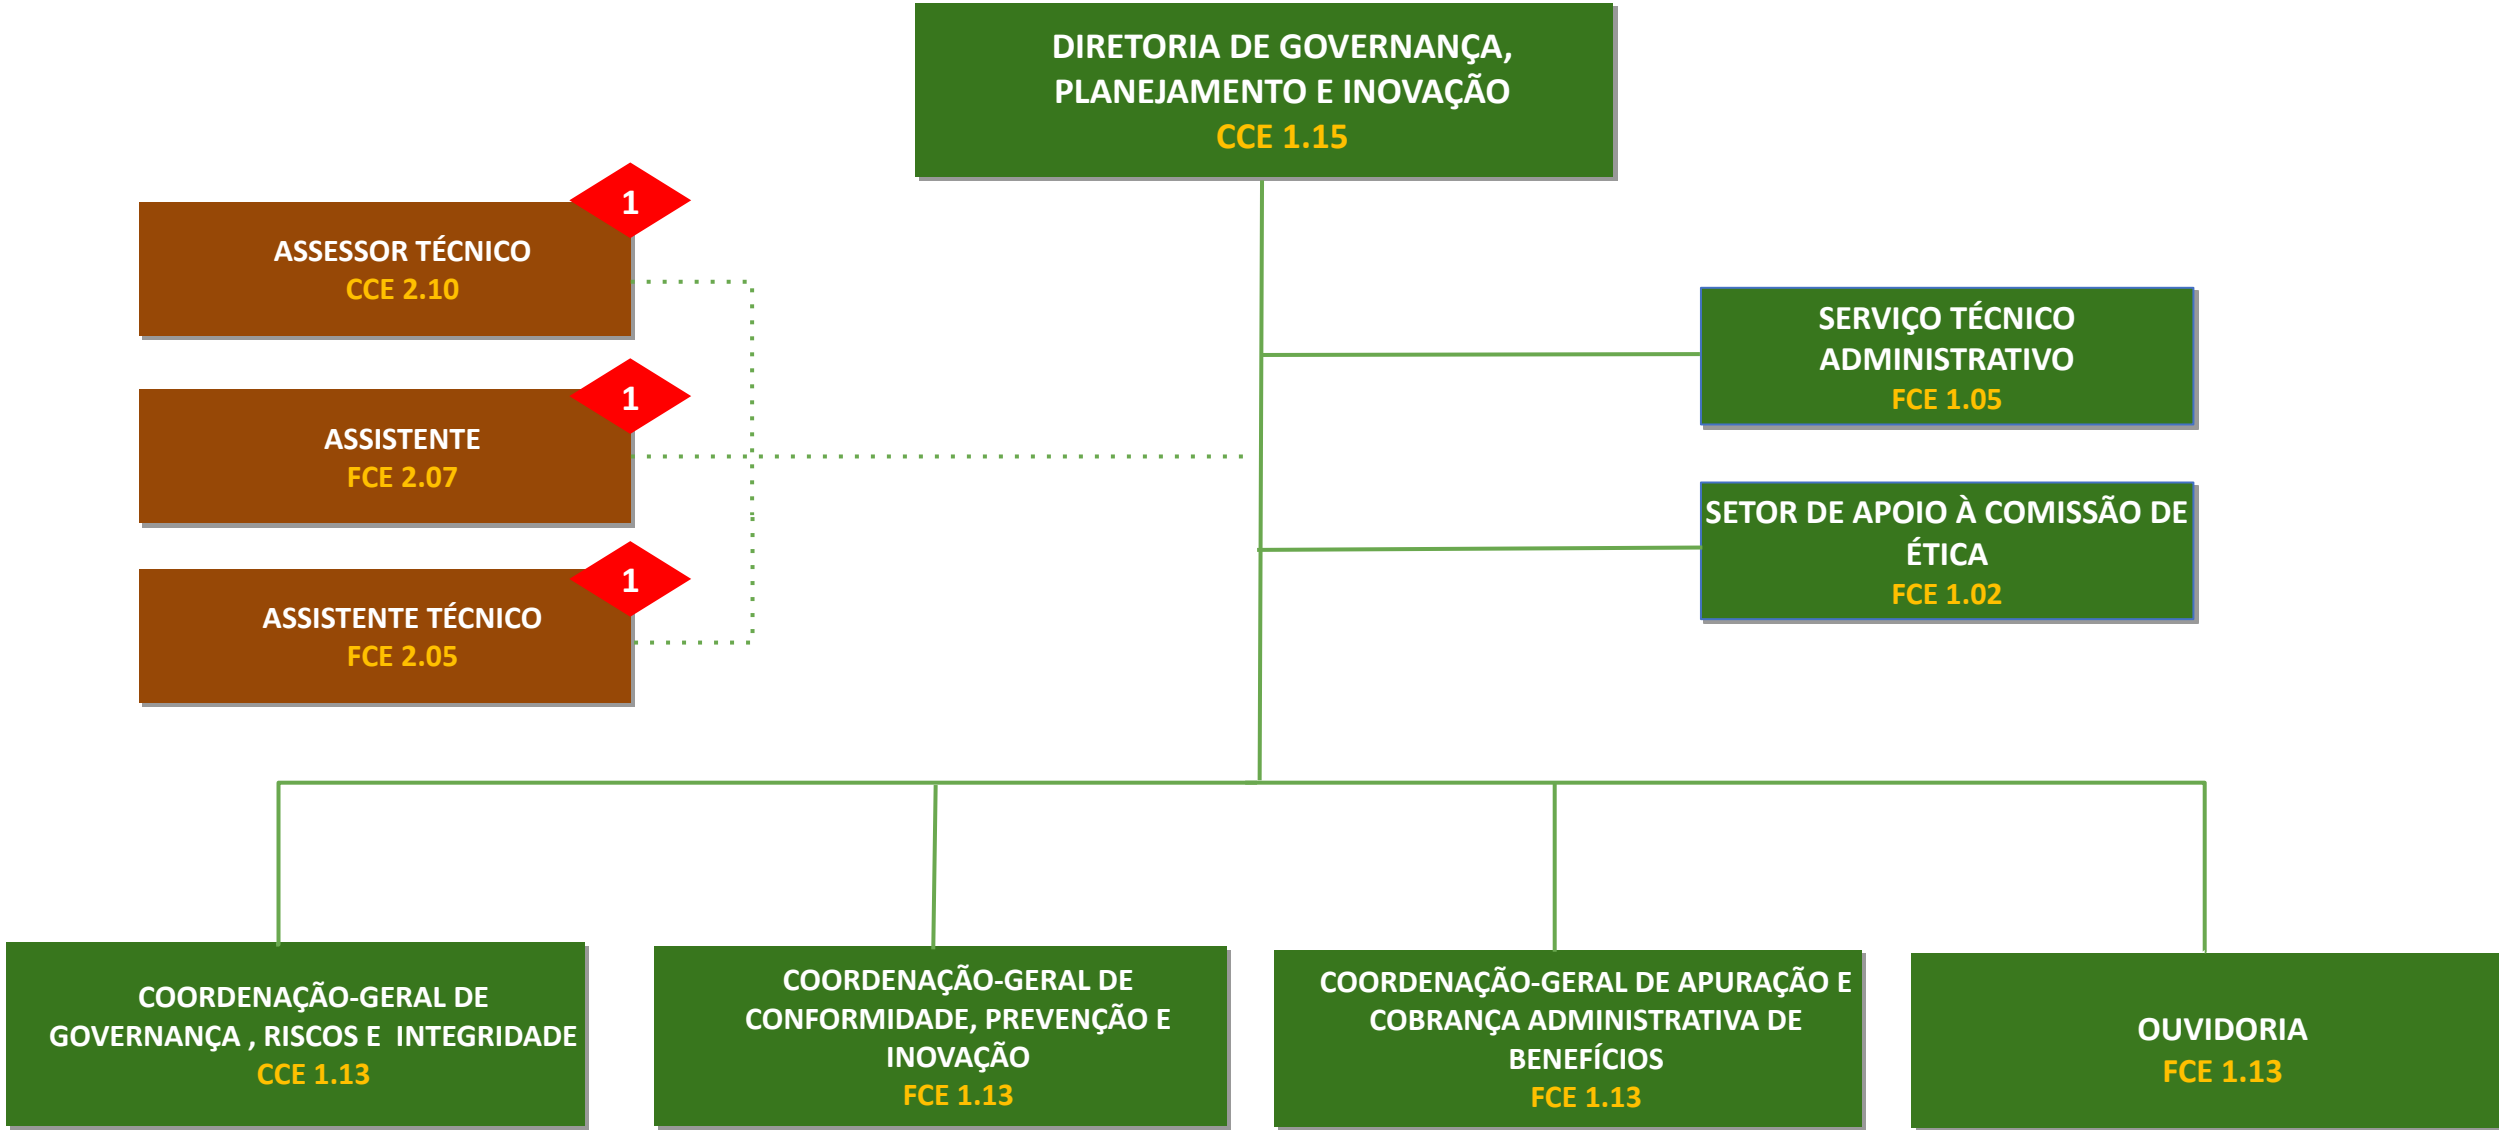 DIRETORIA DE GOVERNANÇA,
PLANEJAMENTO E INOVAÇÃO
CCE 1.15
1
ASSESSOR TÉCNICO
CCE 2.10
1
ASSISTENTE
FCE 2.07
1
ASSISTENTE TÉCNICO
FCE 2.05
SERVIÇO TÉCNICO
ADMINISTRATIVO
FCE 1.05
SETOR DE APOIO À COMISSÃO DE
ÉTICA
FCE 1.02
COORDENAÇÃO-GERAL DE
GOVERNANÇA , RISCOS E  INTEGRIDADE
CCE 1.13
COORDENAÇÃO-GERAL DE
CONFORMIDADE, PREVENÇÃO E
INOVAÇÃO
FCE 1.13
COORDENAÇÃO-GERAL DE APURAÇÃO E
COBRANÇA ADMINISTRATIVA DE
BENEFÍCIOS
FCE 1.13
OUVIDORIA
FCE 1.13